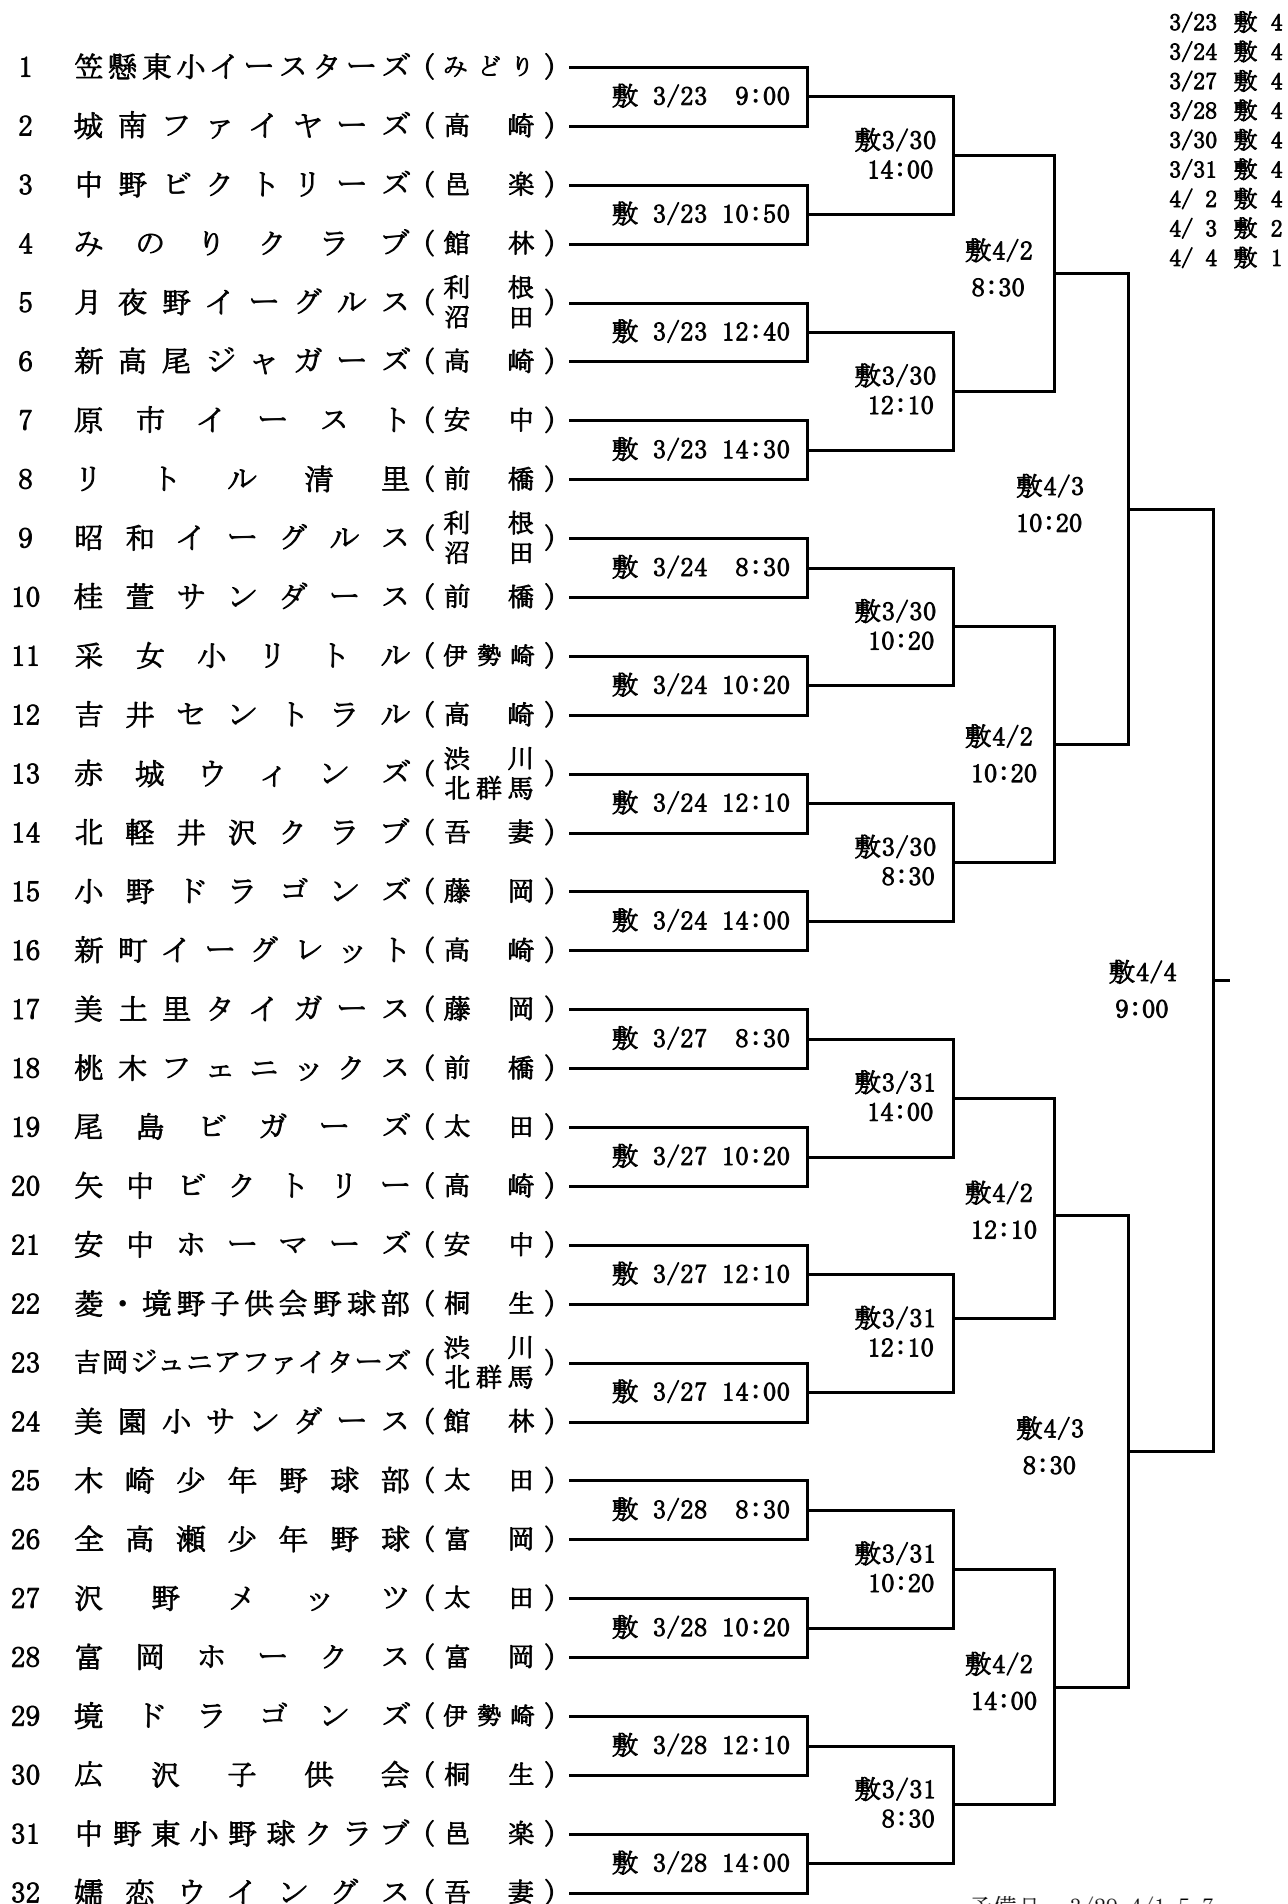 3/23 敷 4
3/24 敷 4
3/27 敷 4
3/28 敷 4
3/30 敷 4
3/31 敷 4
4/ 2 敷 4
4/ 3 敷 2
4/ 4 敷 1
1 笠懸東小イースターズ(みどり)
敷 3/23 9:00
2 城南ファイヤーズ(高崎)
敷3/30
14:00
3 中野ビクトリーズ(邑楽)
敷 3/23 10:50
4 みのりクラブ(館林)
敷4/2
8:30
5 月夜野イーグルス(利根沼田)
敷 3/23 12:40
6 新高尾ジャガーズ(高崎)
敷3/30
12:10
7 原市イースト(安中)
敷 3/23 14:30
8 リトル清里(前橋)
敷4/3
10:20
9 昭和イーグルス(利根沼田)
敷 3/24 8:30
10 桂萱サンダース(前橋)
敷3/30
10:20
11 采女小リトル(伊勢崎)
敷 3/24 10:20
12 吉井セントラル(高崎)
敷4/2
10:20
13 赤城ウィンズ(渋川北群馬)
敷 3/24 12:10
14 北軽井沢クラブ(吾妻)
敷3/30
8:30
15 小野ドラゴンズ(藤岡)
敷 3/24 14:00
16 新町イーグレット(高崎)
敷4/4
9:00
17 美土里タイガース(藤岡)
敷 3/27 8:30
18 桃木フェニックス(前橋)
敷3/31
14:00
19 尾島ビガーズ(太田)
敷 3/27 10:20
20 矢中ビクトリー(高崎)
敷4/2
12:10
21 安中ホーマーズ(安中)
敷 3/27 12:10
22 菱・境野子供会野球部(桐生)
敷3/31
12:10
23 吉岡ジュニアファイターズ(渋川北群馬)
敷 3/27 14:00
24 美園小サンダース(館林)
敷4/3
8:30
25 木崎少年野球部(太田)
敷 3/28 8:30
26 全高瀬少年野球(富岡)
敷3/31
10:20
27 沢野メッツ(太田)
敷 3/28 10:20
28 富岡ホークス(富岡)
敷4/2
14:00
29 境ドラゴンズ(伊勢崎)
敷 3/28 12:10
30 広沢子供会(桐生)
敷3/31
8:30
31 中野東小野球クラブ(邑楽)
敷 3/28 14:00
32 嬬恋ウイングス(吾妻)
予備日 3/29 4/1 5 7